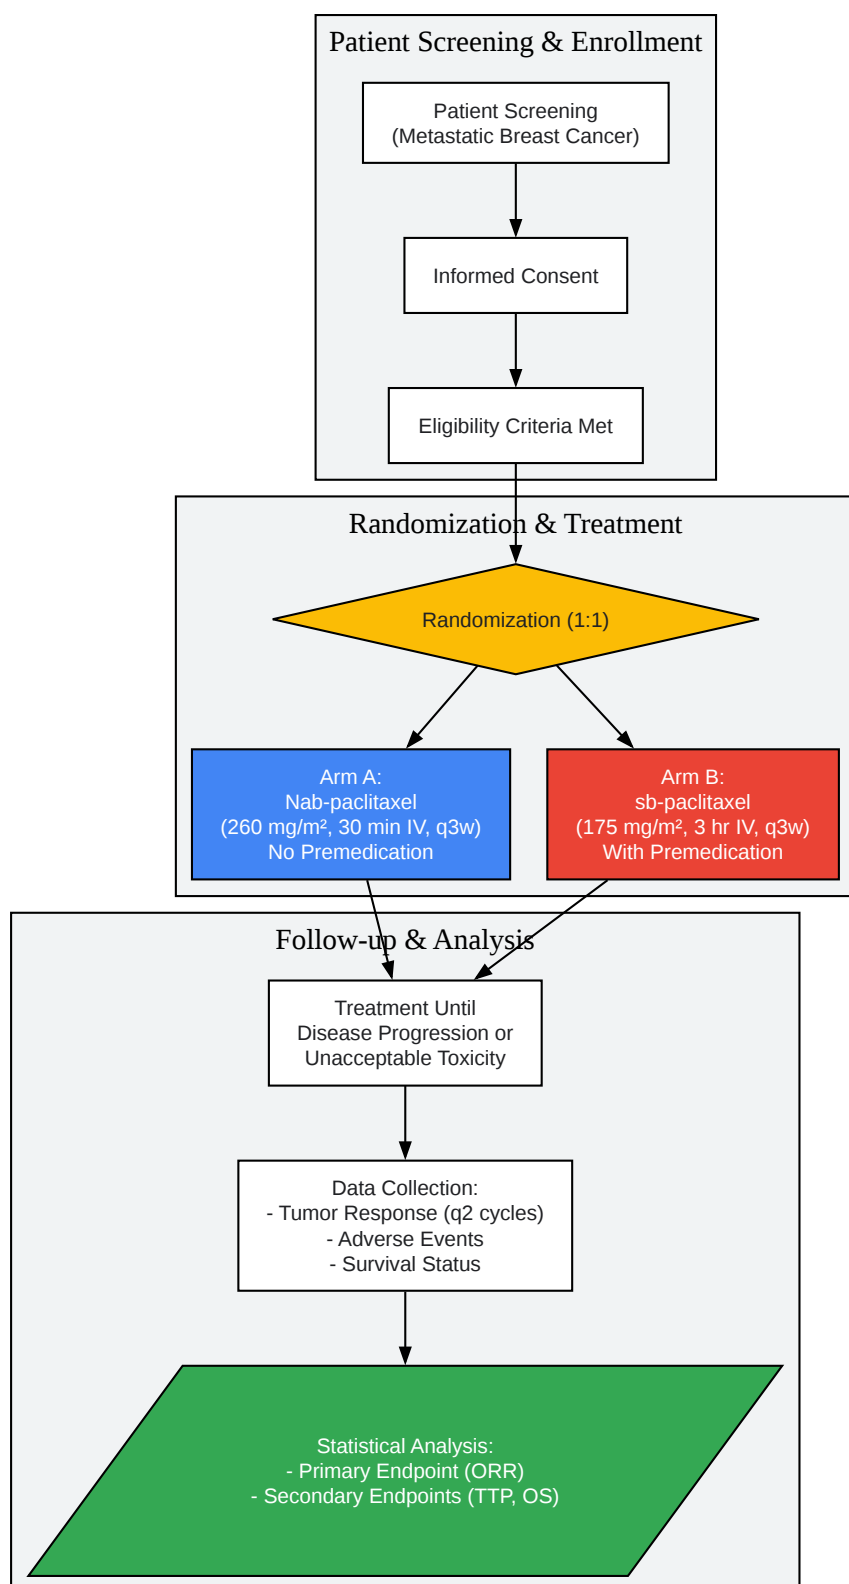 Patient Screening & Enrollment
Patient Screening
(Metastatic Breast Cancer)
Informed Consent
Eligibility Criteria Met
Randomization & Treatment
Randomization (1:1)
Arm A:
Nab-paclitaxel
(260 mg/m², 30 min IV, q3w)
No Premedication
Arm B:
sb-paclitaxel
(175 mg/m², 3 hr IV, q3w)
With Premedication
Follow-up & Analysis
Treatment Until
Disease Progression or
Unacceptable Toxicity
Data Collection:
- Tumor Response (q2 cycles)
- Adverse Events
- Survival Status
Statistical Analysis:
- Primary Endpoint (ORR)
- Secondary Endpoints (TTP, OS)